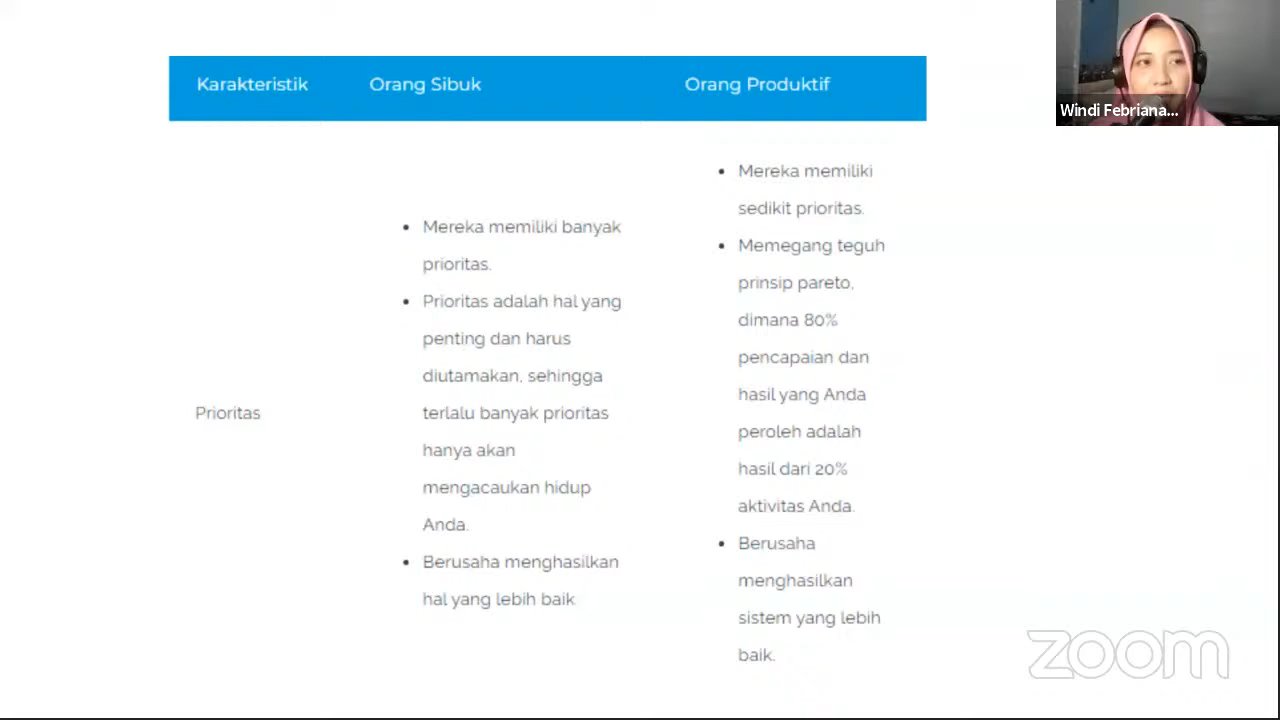 Karakteristik Orang Sibuk Orang Produktif
Windi Febriana...
Prioritas
• Mereka memiliki banyak
prioritas.
• Prioritas adalah hal yang
penting dan harus
diutamakan, sehingga
terlalu banyak prioritas
hanya akan
mengacaukan hidup
Anda.
• Berusaha menghasilkan
hal yang lebih baik
• Mereka memiliki
sedikit prioritas.
• Memegang teguh
prinsip pareto,
dimana 80%
pencapaian dan
hasil yang Anda
peroleh adalah
hasil dari 20%
aktivitas Anda.
• Berusaha
menghasilkan
sistem yang lebih
baik.
zoom